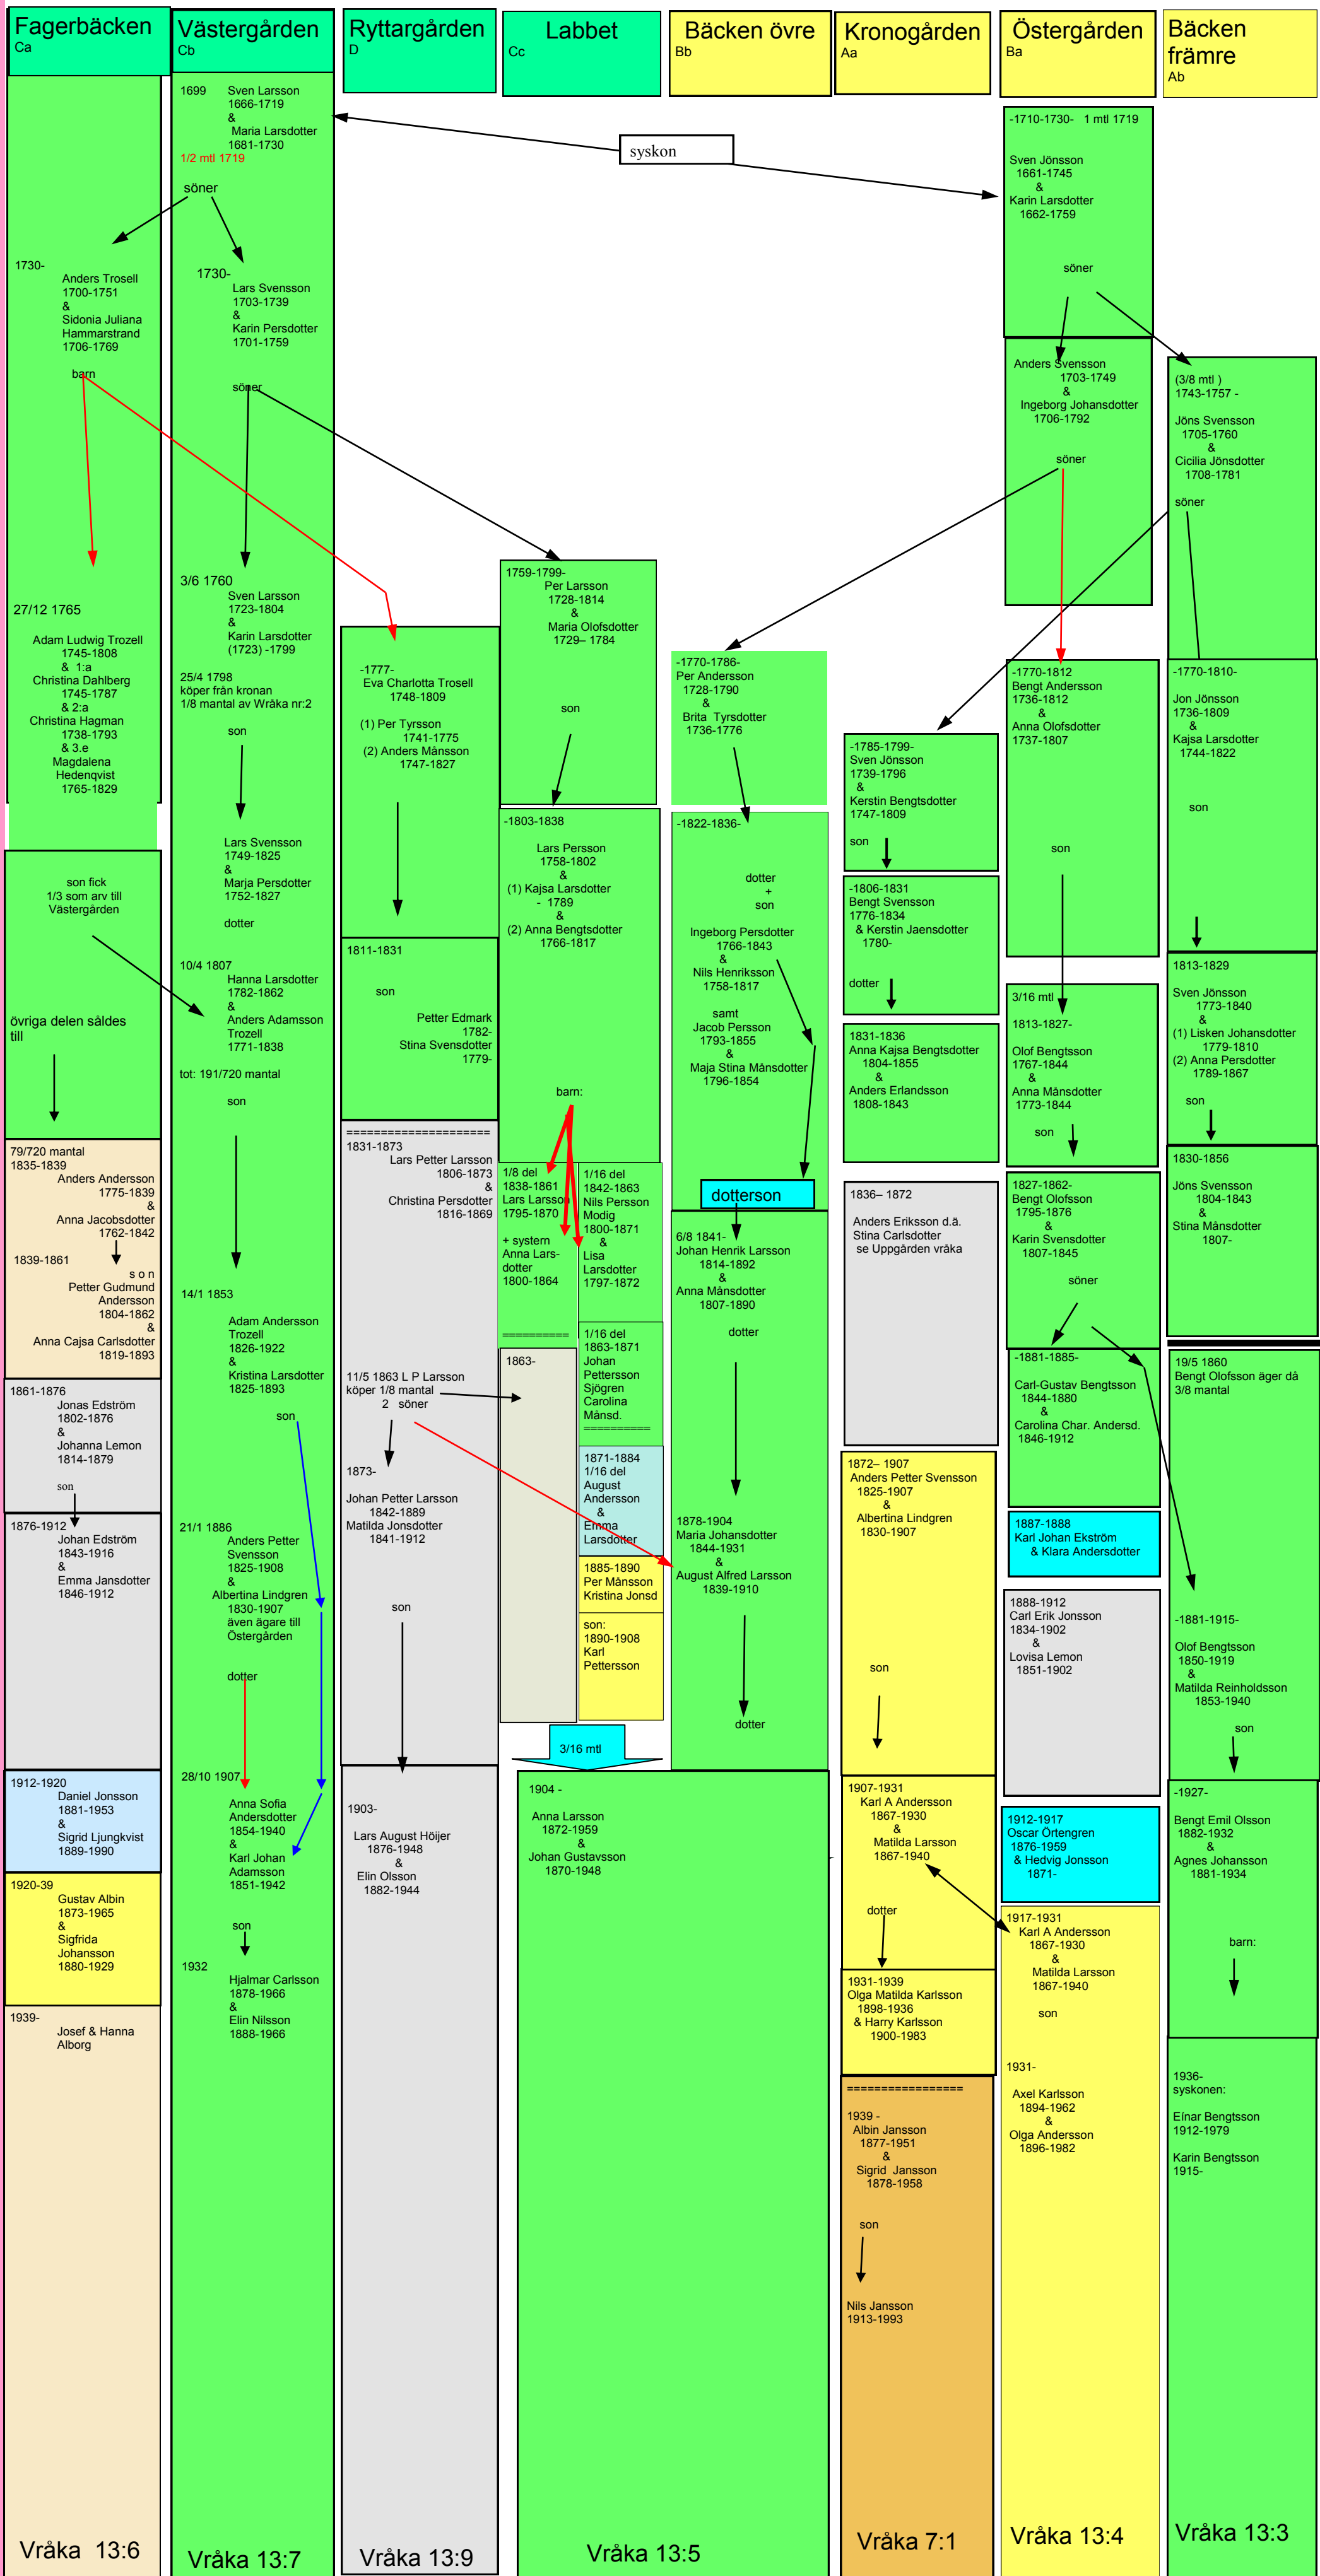 Fagerbäcken
Ca
Västergården
Cb
Ryttargården
D
Labbet
Cc
Bäcken övre
Bb
Kronogården
Aa
Östergården
Ba
Bäcken
främre
Ab
syskon
1730-
Anders Trosell
1700-1751
&
Sidonia Juliana
Hammarstrand
1706-1769
barn
27/12 1765
Adam Ludwig Trozell
1745-1808
& 1:a
Christina Dahlberg
1745-1787
& 2:a
Christina Hagman
1738-1793
& 3.e
Magdalena
Hedenqvist
1765-1829
son fick
1/3 som arv till
Västergården
övriga delen såldes
till
79/720 mantal
1835-1839
Anders Andersson
1775-1839
&
Anna Jacobsdotter
1762-1842
1839-1861
s o n
Petter Gudmund
Andersson
1804-1862
&
Anna Cajsa Carlsdotter
1819-1893
1861-1876
Jonas Edström
1802-1876
&
Johanna Lemon
1814-1879
son
1876-1912
Johan Edström
1843-1916
&
Emma Jansdotter
1846-1912
1912-1920
Daniel Jonsson
1881-1953
&
Sigrid Ljungkvist
1889-1990
1920-39
Gustav Albin
1873-1965
&
Sigfrida
Johansson
1880-1929
1939-
Josef & Hanna
Alborg
Vråka 13:6
1699 Sven Larsson
1666-1719
&
Maria Larsdotter
1681-1730
1/2 mtl 1719
söner
1730-
Lars Svensson
1703-1739
&
Karin Persdotter
1701-1759
söner
3/6 1760
Sven Larsson
1723-1804
&
Karin Larsdotter
(1723) -1799
25/4 1798
köper från kronan
1/8 mantal av Wråka nr:2
son
Lars Svensson
1749-1825
&
Marja Persdotter
1752-1827
dotter
10/4 1807
Hanna Larsdotter
1782-1862
&
Anders Adamsson
Trozell
1771-1838
tot: 191/720 mantal
son
14/1 1853
Adam Andersson
Trozell
1826-1922
&
Kristina Larsdotter
1825-1893
son
21/1 1886
Anders Petter
Svensson
1825-1908
&
Albertina Lindgren
1830-1907
även ägare till
Östergården
dotter
28/10 1907
Anna Sofia
Andersdotter
1854-1940
&
Karl Johan
Adamsson
1851-1942
son
1932
Hjalmar Carlsson
1878-1966
&
Elin Nilsson
1888-1966
Vråka 13:7
-1777-
Eva Charlotta Trosell
1748-1809
(1) Per Tyrsson
1741-1775
(2) Anders Månsson
1747-1827
1811-1831
son
Petter Edmark
1782-
Stina Svensdotter
1779-
=====================
1831-1873
Lars Petter Larsson
1806-1873
&
Christina Persdotter
1816-1869
11/5 1863 L P Larsson
köper 1/8 mantal
2 söner
1873-
Johan Petter Larsson
1842-1889
Matilda Jonsdotter
1841-1912
son
1903-
Lars August Höijer
1876-1948
&
Elin Olsson
1882-1944
Vråka 13:9
1759-1799-
Per Larsson
1728-1814
&
Maria Olofsdotter
1729– 1784
son
-1803-1838
Lars Persson
1758-1802
&
(1) Kajsa Larsdotter
- 1789
&
(2) Anna Bengtsdotter
1766-1817
barn:
1/8 del
1838-1861
Lars Larsson
1795-1870
+ systern
Anna Lars-
dotter
1800-1864
==========
1863-
1/16 del
1842-1863
Nils Persson
Modig
1800-1871
&
Lisa
Larsdotter
1797-1872
1/16 del
1863-1871
Johan
Pettersson
Sjögren
Carolina
Månsd.
==========
1871-1884
1/16 del
August
Andersson
&
Emma
Larsdotter
1885-1890
Per Månsson
Kristina Jonsd
son:
1890-1908
Karl
Pettersson
3/16 mtl
1904 -
Anna Larsson
1872-1959
&
Johan Gustavsson
1870-1948
Vråka 13:5
-1770-1786-
Per Andersson
1728-1790
&
Brita Tyrsdotter
1736-1776
-1822-1836-
dotter
+
son
Ingeborg Persdotter
1766-1843
&
Nils Henriksson
1758-1817
samt
Jacob Persson
1793-1855
&
Maja Stina Månsdotter
1796-1854
dotterson
6/8 1841-
Johan Henrik Larsson
1814-1892
&
Anna Månsdotter
1807-1890
dotter
1878-1904
Maria Johansdotter
1844-1931
&
August Alfred Larsson
1839-1910
dotter
-1785-1799-
Sven Jönsson
1739-1796
&
Kerstin Bengtsdotter
1747-1809
son
-1806-1831
Bengt Svensson
1776-1834
& Kerstin Jaensdotter
1780-
dotter
1831-1836
Anna Kajsa Bengtsdotter
1804-1855
&
Anders Erlandsson
1808-1843
1836– 1872
Anders Eriksson d.ä.
Stina Carlsdotter
se Uppgården vråka
1872– 1907
Anders Petter Svensson
1825-1907
&
Albertina Lindgren
1830-1907
son
1907-1931
Karl A Andersson
1867-1930
&
Matilda Larsson
1867-1940
dotter
1931-1939
Olga Matilda Karlsson
1898-1936
& Harry Karlsson
1900-1983
=================
1939 -
Albin Jansson
1877-1951
&
Sigrid Jansson
1878-1958
son
Nils Jansson
1913-1993
Vråka 7:1
-1710-1730- 1 mtl 1719
Sven Jönsson
1661-1745
&
Karin Larsdotter
1662-1759
söner
Anders Svensson
1703-1749
&
Ingeborg Johansdotter
1706-1792
söner
-1770-1812
Bengt Andersson
1736-1812
&
Anna Olofsdotter
1737-1807
son
3/16 mtl
1813-1827-
Olof Bengtsson
1767-1844
&
Anna Månsdotter
1773-1844
son
1827-1862-
Bengt Olofsson
1795-1876
&
Karin Svensdotter
1807-1845
söner
-1881-1885-
Carl-Gustav Bengtsson
1844-1880
&
Carolina Char. Andersd.
1846-1912
1887-1888
Karl Johan Ekström
& Klara Andersdotter
1888-1912
Carl Erik Jonsson
1834-1902
&
Lovisa Lemon
1851-1902
1912-1917
Oscar Örtengren
1876-1959
& Hedvig Jonsson
1871-
1917-1931
Karl A Andersson
1867-1930
&
Matilda Larsson
1867-1940
son
1931-
Axel Karlsson
1894-1962
&
Olga Andersson
1896-1982
Vråka 13:4
(3/8 mtl )
1743-1757 -
Jöns Svensson
1705-1760
&
Cicilia Jönsdotter
1708-1781
söner
-1770-1810-
Jon Jönsson
1736-1809
&
Kajsa Larsdotter
1744-1822
son
1813-1829
Sven Jönsson
1773-1840
&
(1) Lisken Johansdotter
1779-1810
(2) Anna Persdotter
1789-1867
son
1830-1856
Jöns Svensson
1804-1843
&
Stina Månsdotter
1807-
19/5 1860
Bengt Olofsson äger då
3/8 mantal
-1881-1915-
Olof Bengtsson
1850-1919
&
Matilda Reinholdsson
1853-1940
son
-1927-
Bengt Emil Olsson
1882-1932
&
Agnes Johansson
1881-1934
barn:
1936-
syskonen:
Eínar Bengtsson
1912-1979
Karin Bengtsson
1915-
Vråka 13:3